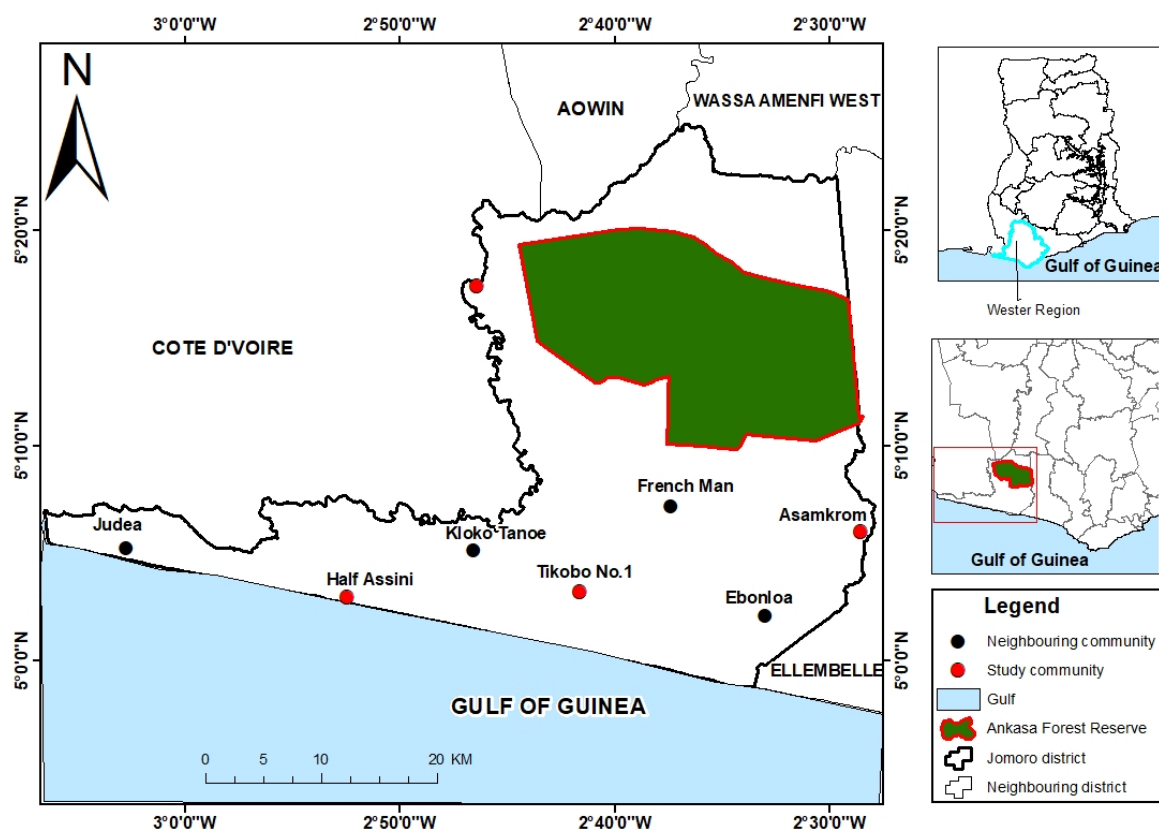 3°0'0"W 2°50'0"W 2°40'0"W 2°30'0"W
N
AOWIN
WASSA AMENFI WEST
5°20'0"N
5°20'0"N
COTE D'VOIRE
5°10'0"N
5°10'0"N
French Man
Asamkrom
Judea
Kloko Tanoe
Half Assini
Tikobo No.1
Ebonloa
5°0'0"N
5°0'0"N
ELLEMBELLE
GULF OF GUINEA
0 5 10 20 KM
3°0'0"W 2°50'0"W 2°40'0"W 2°30'0"W
Gulf of Guinea
Wester Region
Gulf of Guinea
Legend
Neighbouring community
Study community
Gulf
Ankasa Forest Reserve
Jomoro district
Neighbouring district